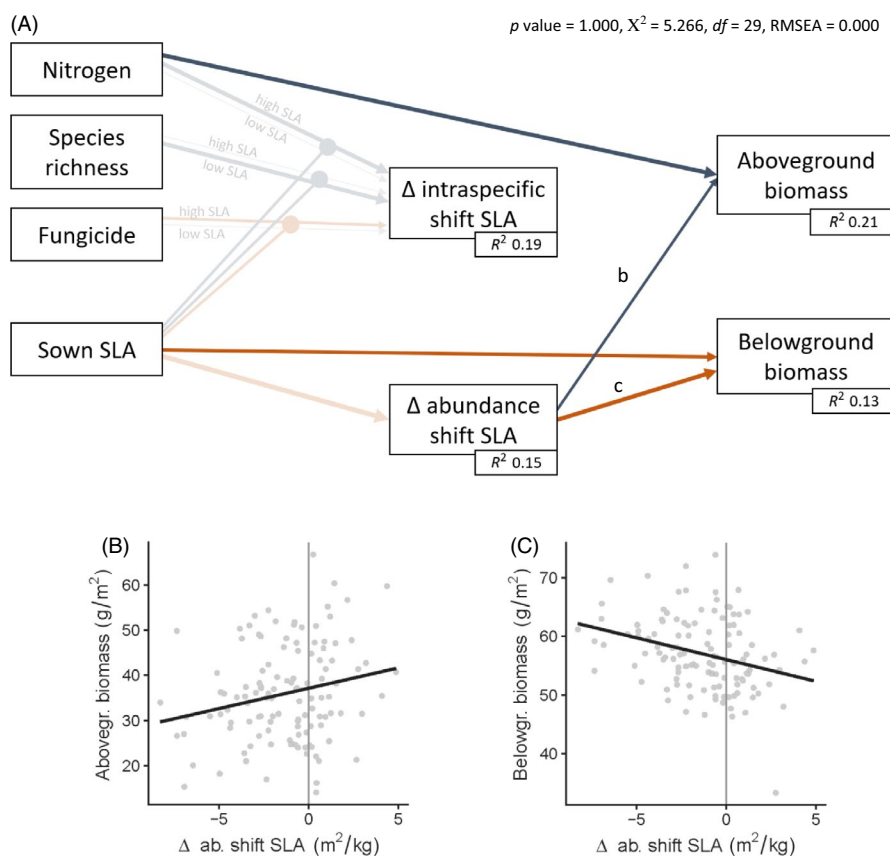 (A)
p value = 1.000, X² = 5.266, df = 29, RMSEA = 0.000
Nitrogen
high SLA
low SLA
Species
richness
high SLA
low SLA
Fungicide
high SLA
low SLA
Sown SLA
Δ intraspecific
shift SLA
R² 0.19
Δ abundance
shift SLA
R² 0.15
Aboveground
biomass
R² 0.21
b
Belowground
biomass
R² 0.13
c
(B)
Abovegr. biomass (g/m²)
60
50
40
30
20
−5
0
5
Δ ab. shift SLA (m²/kg)
(C)
Belowgr. biomass (g/m²)
70
60
50
40
−5
0
5
Δ ab. shift SLA (m²/kg)